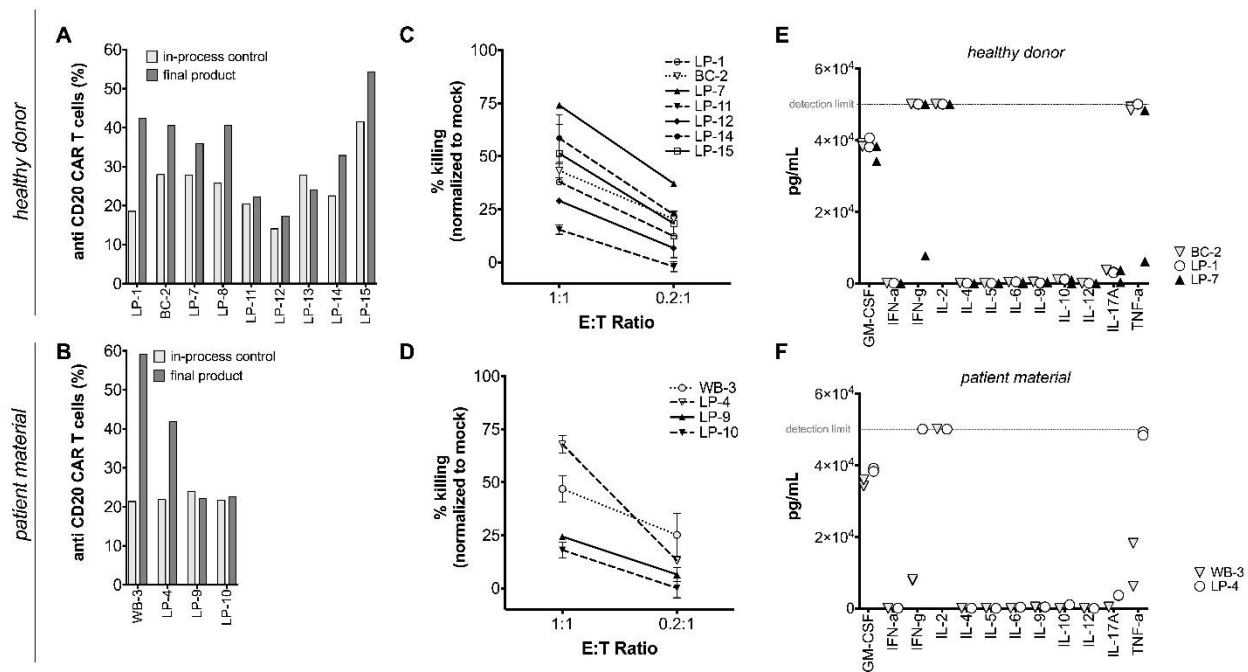 healthy donor
A
anti CD20 CAR T cells (%)
60
50
40
30
20
10
0
in-process control
final product
LP-1
BC-2
LP-7
LP-8
LP-11
LP-12
LP-13
LP-14
LP-15
C
% killing
(normalized to mock)
100
75
50
25
0
1:1
0.2:1
E:T Ratio
LP-1
BC-2
LP-7
LP-11
LP-12
LP-14
LP-15
E
healthy donor
pg/mL
6×10⁴
detection limit
4×10⁴
2×10⁴
0
GM-CSF
IFN-a
IFN-g
IL-2
IL-4
IL-5
IL-6
IL-9
IL-10
IL-12
IL-17A
TNF-a
BC-2
LP-1
LP-7
patient material
B
anti CD20 CAR T cells (%)
60
50
40
30
20
10
0
in-process control
final product
WB-3
LP-4
LP-9
LP-10
D
% killing
(normalized to mock)
100
75
50
25
0
1:1
0.2:1
E:T Ratio
WB-3
LP-4
LP-9
LP-10
F
patient material
pg/mL
6×10⁴
detection limit
4×10⁴
2×10⁴
0
GM-CSF
IFN-a
IFN-g
IL-2
IL-4
IL-5
IL-6
IL-9
IL-10
IL-12
IL-17A
TNF-a
WB-3
LP-4